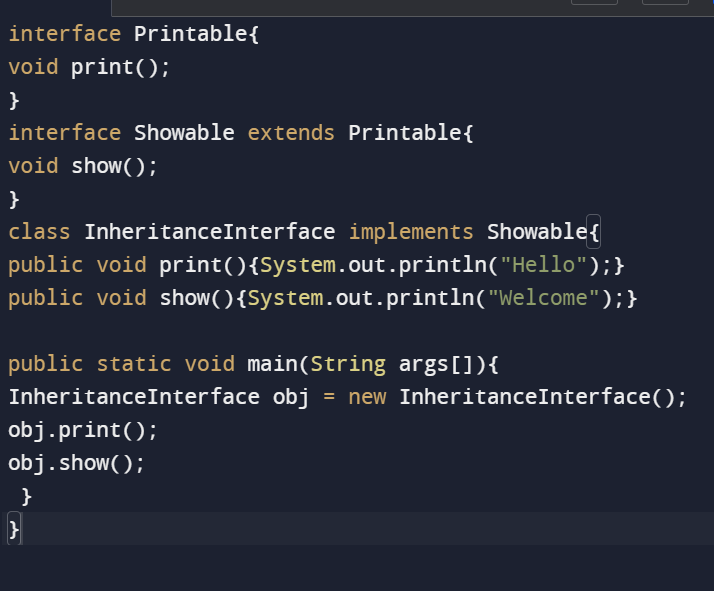 interface Printable{
void print();
}
interface Showable extends Printable{
void show();
}
class InheritanceInterface implements Showable{
public void print(){System.out.println("Hello");}
public void show(){System.out.println("Welcome");}
public static void main(String args[]){
InheritanceInterface obj = new InheritanceInterface();
obj.print();
obj.show();
}
}